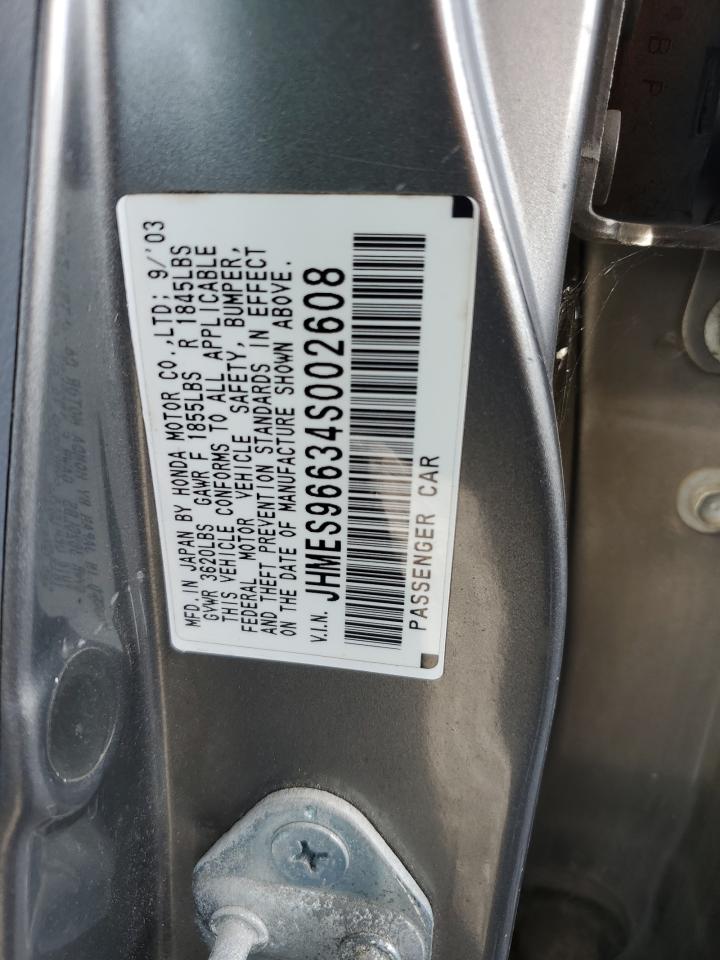 MFD. IN JAPAN BY HONDA MOTOR CO.,LTD; 9/'03
GVWR 3620LBS GAWR F 1855LBS R 1845LBS
THIS VEHICLE CONFORMS TO ALL APPLICABLE
FEDERAL MOTOR VEHICLE SAFETY, BUMPER,
AND THEFT PREVENTION STANDARDS IN EFFECT
ON THE DATE OF MANUFACTURE SHOWN ABOVE.
V.I.N. JHMES96634S002608
PASSENGER CAR